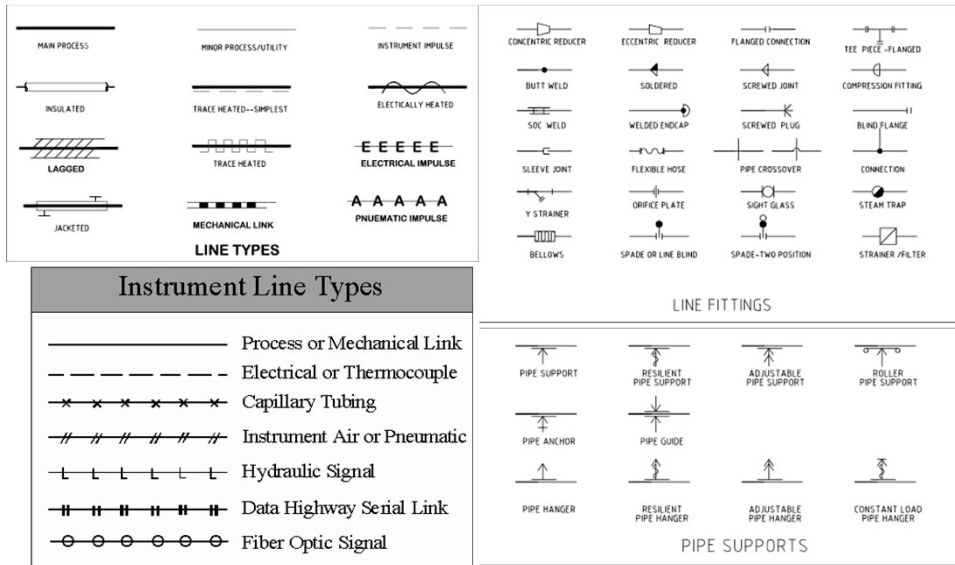 MAIN PROCESS
MINOR PROCESS/UTILITY
INSTRUMENT IMPULSE
INSULATED
TRACE HEATED--SIMPLEST
ELECTICALLY HEATED
LAGGED
TRACE HEATED
E E E E E
ELECTRICAL IMPULSE
JACKETED
MECHANICAL LINK
A A A A A
PNUEMATIC IMPULSE
LINE TYPES
CONCENTRIC REDUCER
ECCENTRIC REDUCER
FLANGED CONNECTION
TEE PIECE -FLANGED
BUTT WELD
SOLDERED
SCREWED JOINT
COMPRESSION FITTING
SOC. WELD
WELDED ENDCAP
SCREWED PLUG
BLIND FLANGE
SLEEVE JOINT
FLEXIBLE HOSE
PIPE CROSSOVER
CONNECTION
Y STRAINER
ORIFICE PLATE
SIGHT GLASS
STEAM TRAP
BELLOWS
SPADE OR LINE BLIND
SPADE-TWO POSITION
STRAINER /FILTER
LINE FITTINGS
Instrument Line Types
Process or Mechanical Link
Electrical or Thermocouple
Capillary Tubing
Instrument Air or Pneumatic
Hydraulic Signal
Data Highway Serial Link
Fiber Optic Signal
PIPE SUPPORT
RESILIENT
PIPE SUPPORT
ADJUSTABLE
PIPE SUPPORT
ROLLER
PIPE SUPPORT
PIPE ANCHOR
PIPE GUIDE
PIPE HANGER
RESILIENT
PIPE HANGER
ADJUSTABLE
PIPE HANGER
CONSTANT LOAD
PIPE HANGER
PIPE SUPPORTS